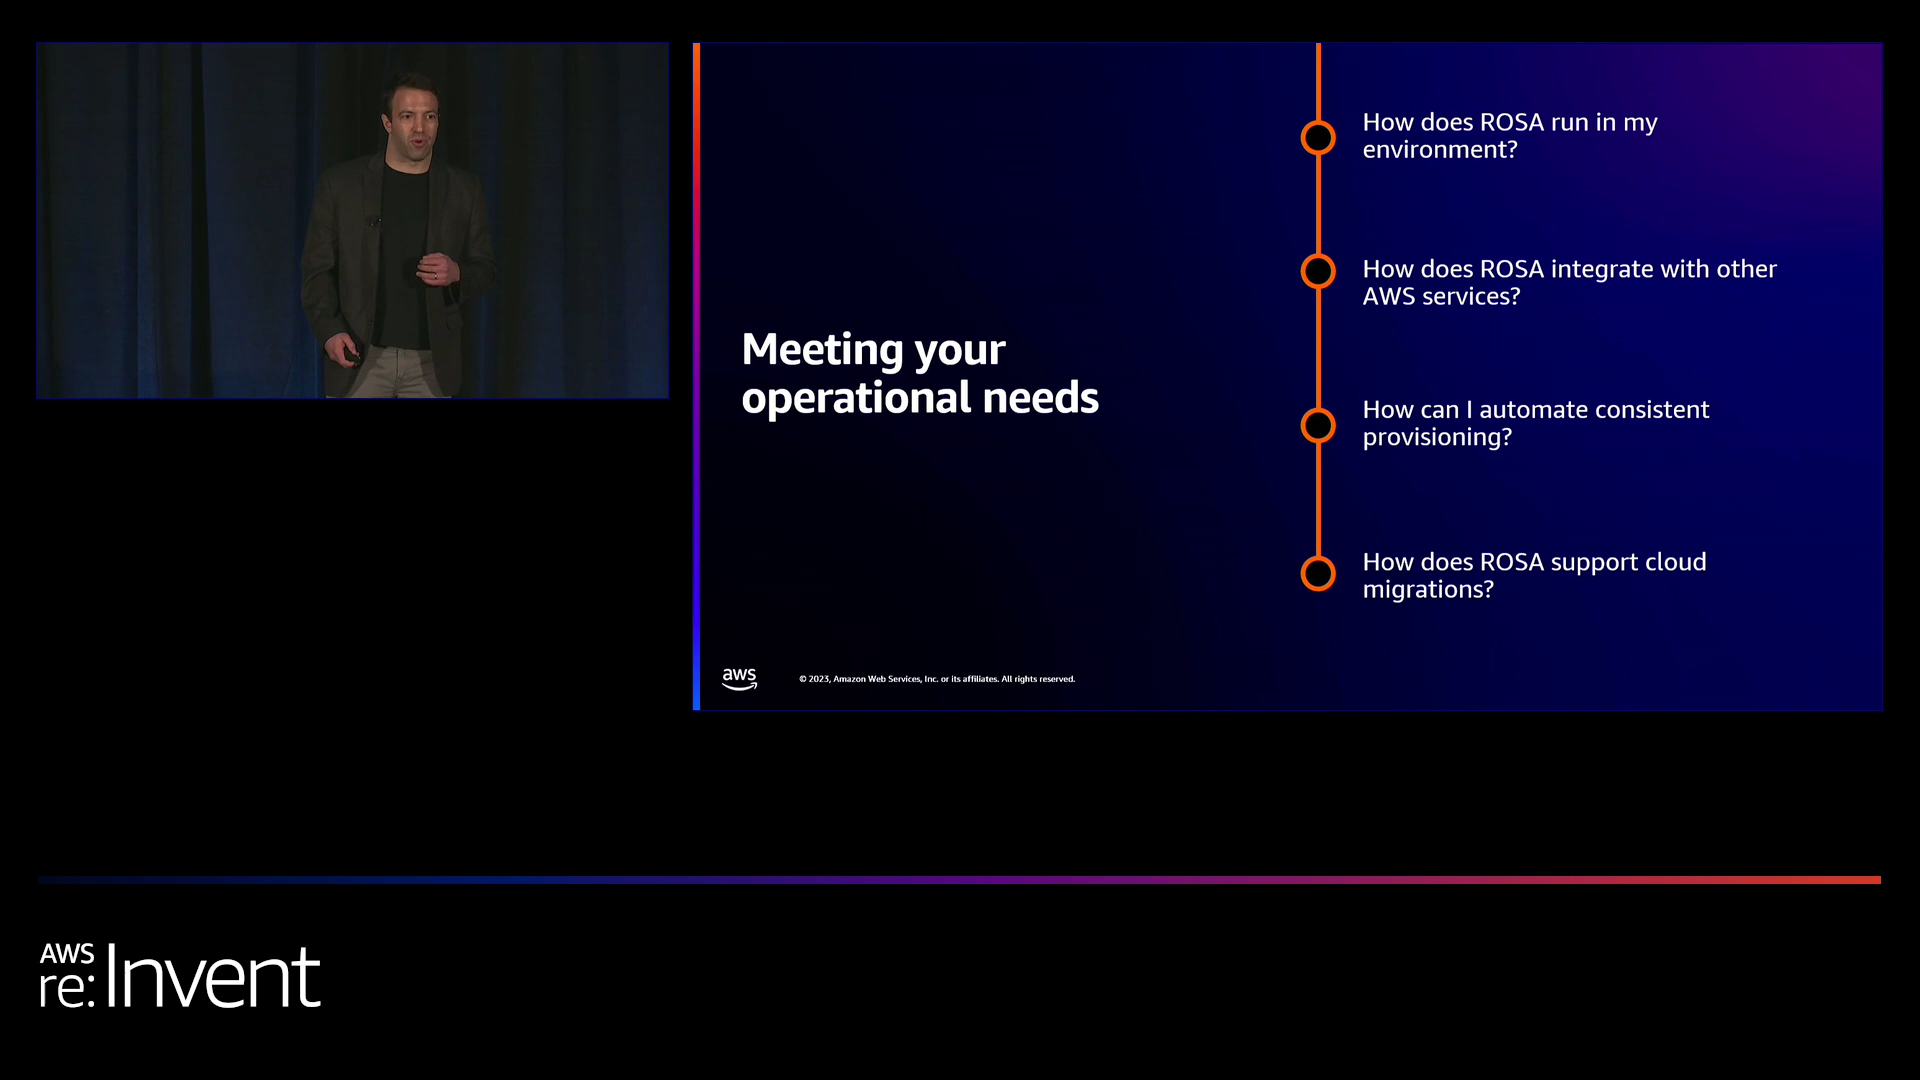 Meeting your
operational needs
How does ROSA run in my
environment?
How does ROSA integrate with other
AWS services?
How can I automate consistent
provisioning?
How does ROSA support cloud
migrations?
aws
© 2023, Amazon Web Services, Inc. or its affiliates. All rights reserved.
AWS
re:Invent